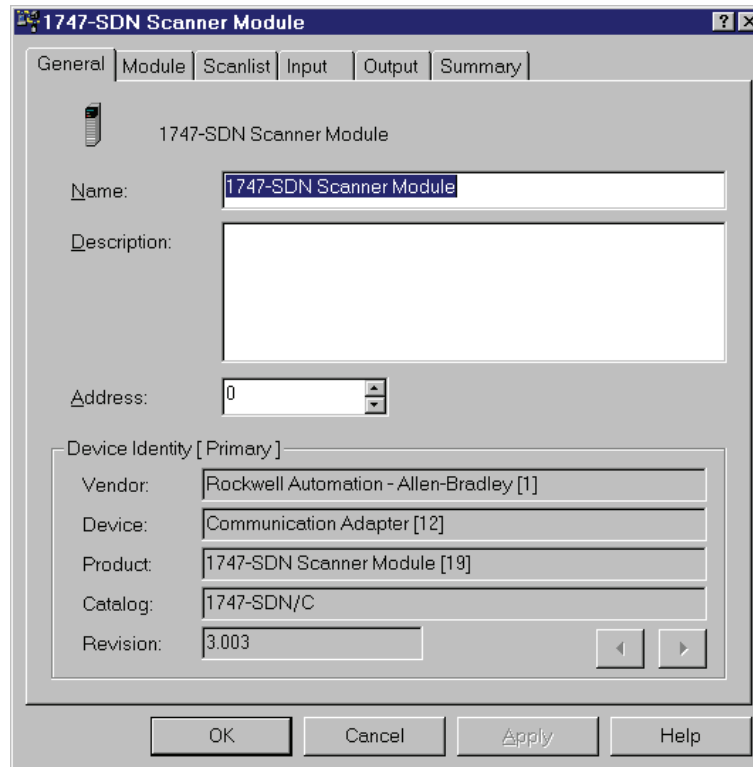 1747-SDN Scanner Module
General Module Scanlist Input Output Summary
1747-SDN Scanner Module
Name: 1747-SDN Scanner Module
Description:
Address: 0
Device Identity [ Primary ]
Vendor: Rockwell Automation - Allen-Bradley [1]
Device: Communication Adapter [12]
Product: 1747-SDN Scanner Module [19]
Catalog: 1747-SDN/C
Revision: 3.003
OK Cancel Apply Help